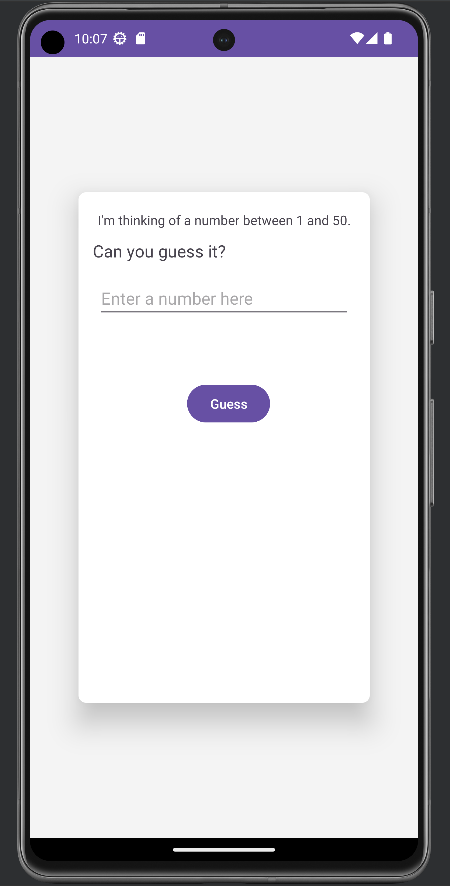 10:07
I'm thinking of a number between 1 and 50.
Can you guess it?
Enter a number here
Guess